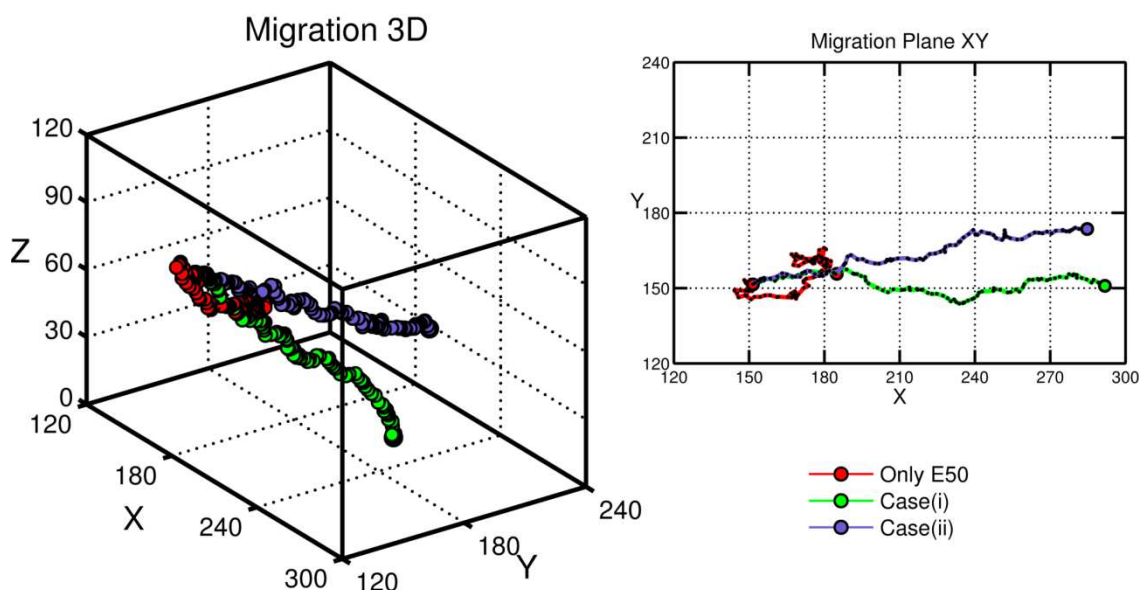 Migration 3D
120
90
Z
60
30
0
120
180
X
240
300
120
180
Y
240
Migration Plane XY
240
210
Y
180
150
120
120 150 180 210 240 270 300
X
Only E50
Case(i)
Case(ii)